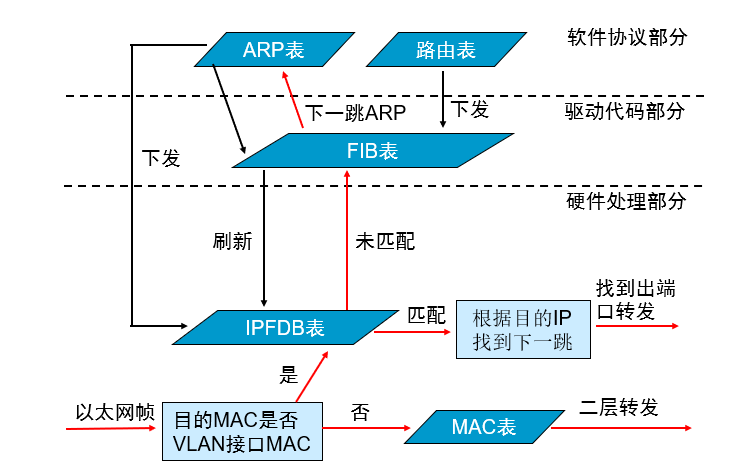 ARP表
路由表
软件协议部分
下一跳ARP
下发
驱动代码部分
下发
FIB表
硬件处理部分
刷新
未匹配
IPFDB表
匹配
根据目的IP
找到下一跳
找到出端
口转发
是
以太网帧
目的MAC是否
VLAN接口MAC
否
MAC表
二层转发